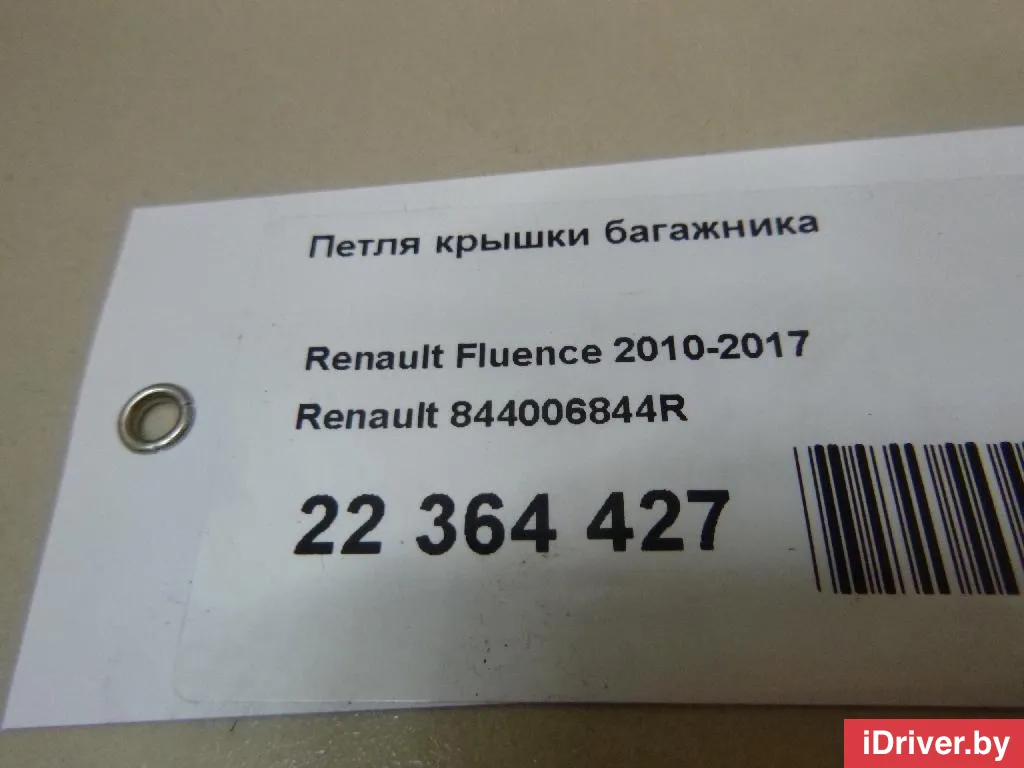 Петля крышки багажника
Renault Fluence 2010-2017
Renault 844006844R
22 364 427
iDriver.by